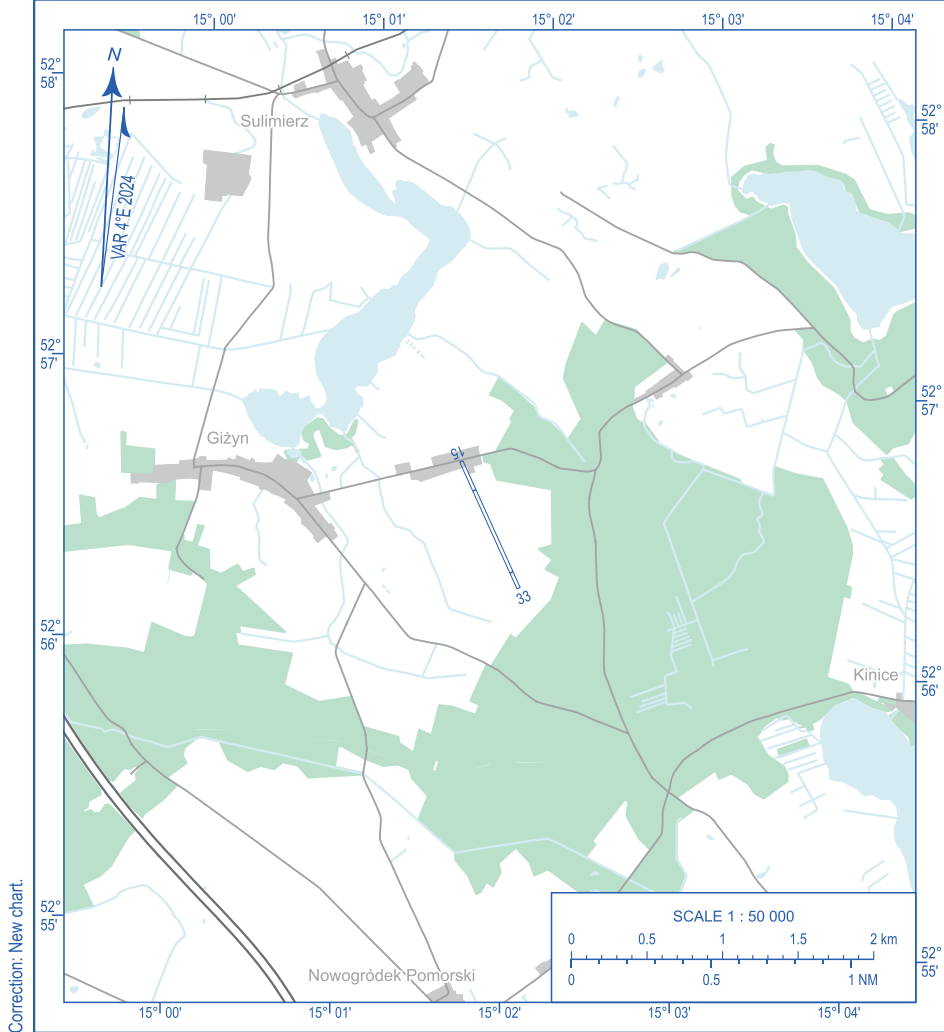 15° 00' 15° 01' 15° 02' 15° 03' 15° 04'
N
52°
58'
52°
58'
Sulimierz
VAR 4°E 2024
52°
57'
52°
57'
Giżyn
15
33
52°
56'
Kinice
52°
56'
Correction: New chart.
52°
55'
SCALE 1 : 50 000
0 0.5 1 1.5 2 km
0 0.5 1 NM
52°
55'
Nowogródek Pomorski
15° 00' 15° 01' 15° 02' 15° 03' 15° 04'